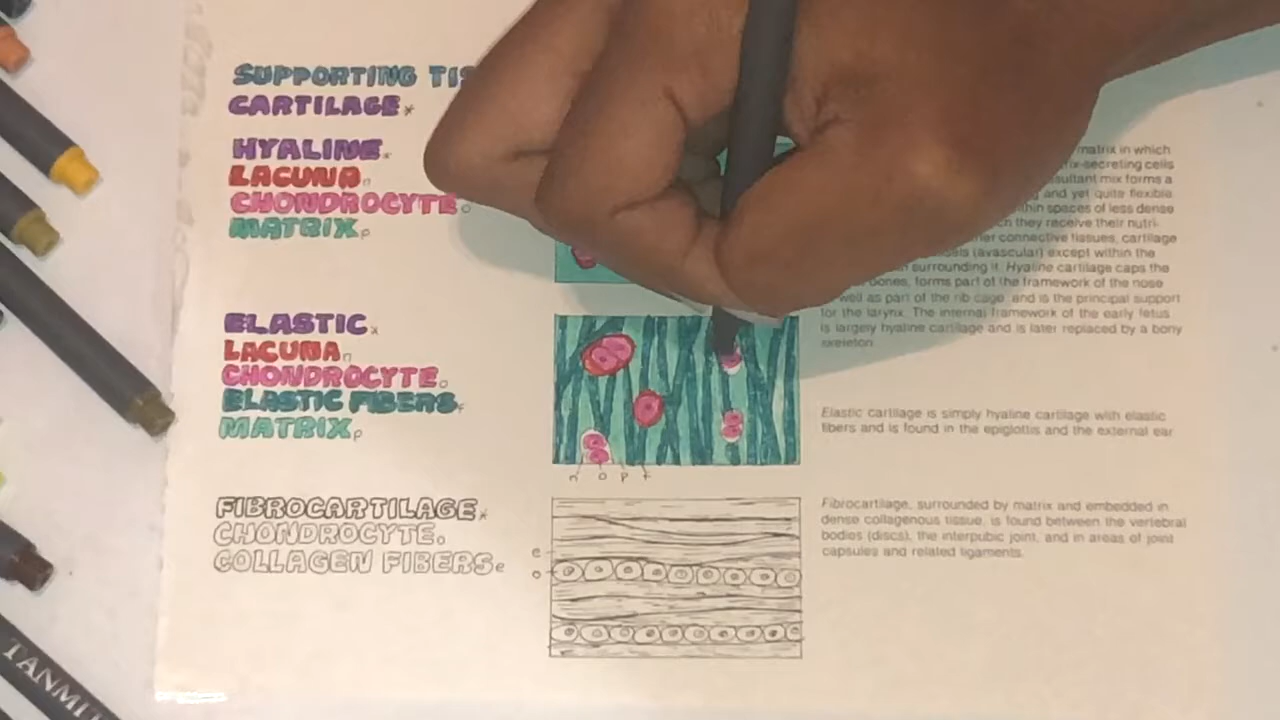 SUPPORTING TIS
CARTILAGE
HYALINE
LACUNA n
CHONDROCYTE o
MATRIX p
matrix in which
ix-secreting cells
esultant mix forms a
and yet quite flexible
thin spaces of less dense
ch they receive their nutri-
her connective tissues, cartilage
(avascular) except within the
surrounding it. Hyaline cartilage caps the
bones, forms part of the framework of the nose
well as part of the rib cage, and is the principal support
for the larynx. The internal framework of the early fetus
is largely hyaline cartilage and is later replaced by a bony
skeleton.
ELASTIC
LACUNA n
CHONDROCYTE o
ELASTIC FIBERS f
MATRIX p
n o p f
Elastic cartilage is simply hyaline cartilage with elastic
fibers and is found in the epiglottis and the external ear
FIBROCARTILAGE
CHONDROCYTE o
COLLAGEN FIBERS e
e
o
Fibrocartilage, surrounded by matrix and embedded in
dense collagenous tissue, is found between the vertebral
bodies (discs), the interpubic joint, and in areas of joint
capsules and related ligaments.
TANMI